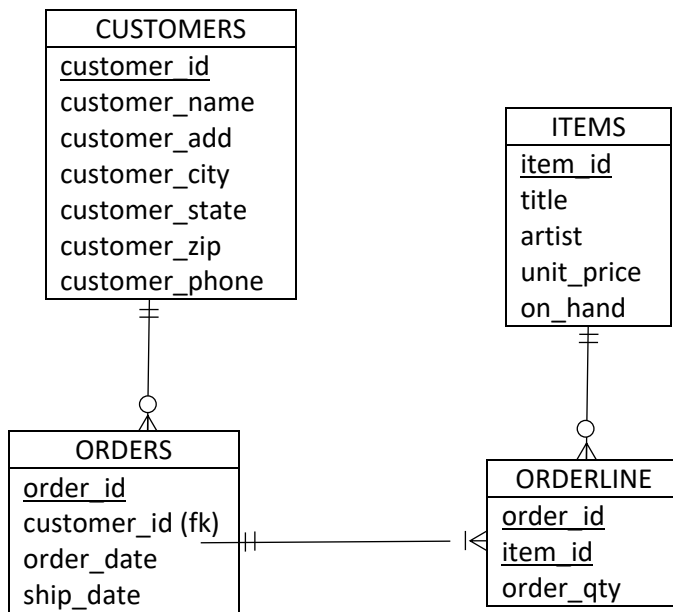 CUSTOMERS
customer_id
customer_name
customer_add
customer_city
customer_state
customer_zip
customer_phone
ITEMS
item_id
title
artist
unit_price
on_hand
ORDERS
order_id
customer_id (fk)
order_date
ship_date
ORDERLINE
order_id
item_id
order_qty